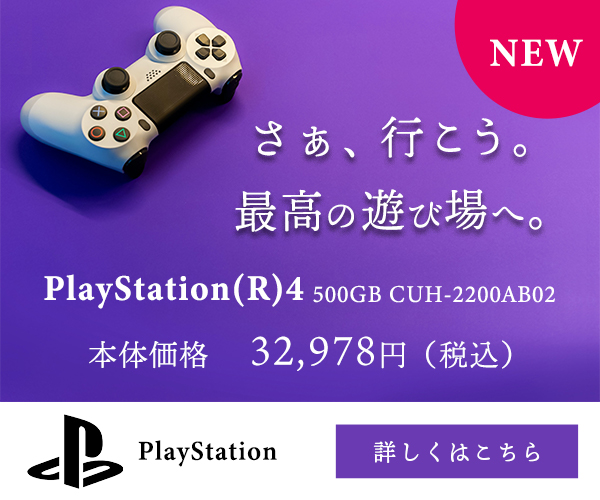 NEW
さぁ、行こう。
最高の遊び場へ。
PlayStation(R)4 500GB CUH-2200AB02
本体価格 32,978円（税込）
PlayStation
詳しくはこちら